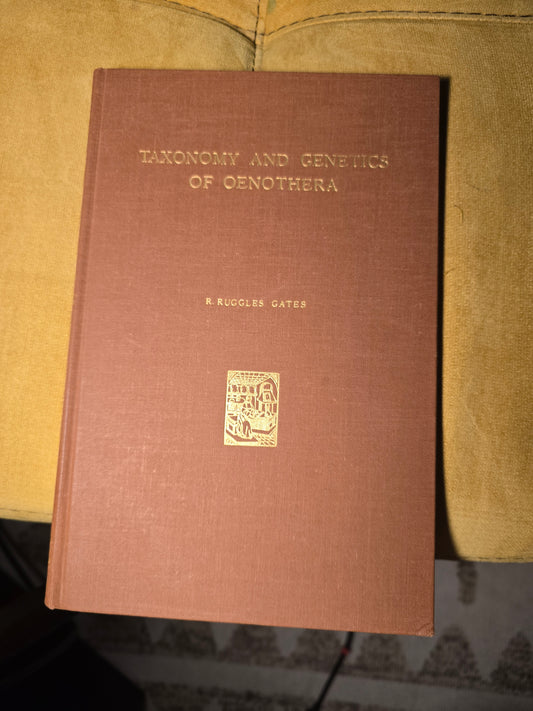 TAXONOMY AND GENETICS
OF OENOTHERA
R. RUGGLES GATES